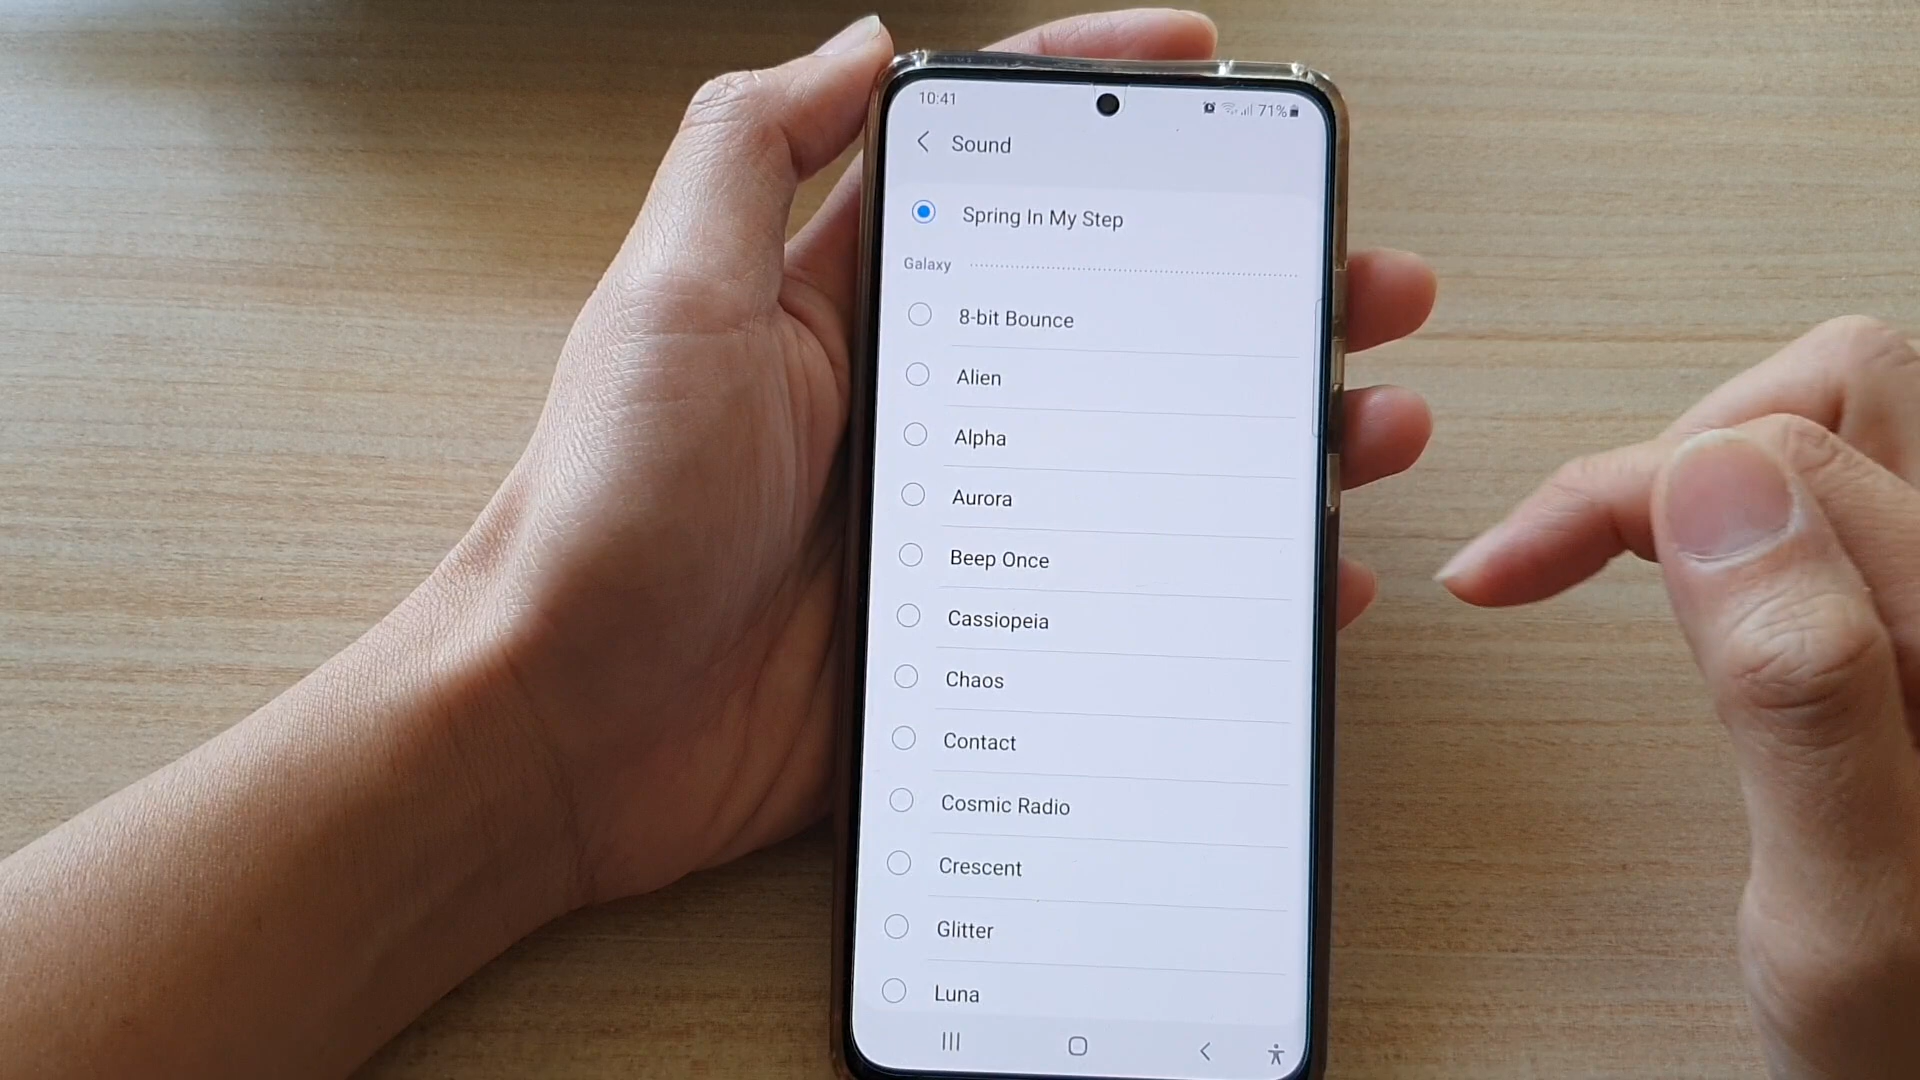 10:41
71%
Sound
Spring In My Step
Galaxy
8-bit Bounce
Alien
Alpha
Aurora
Beep Once
Cassiopeia
Chaos
Contact
Cosmic Radio
Crescent
Glitter
Luna